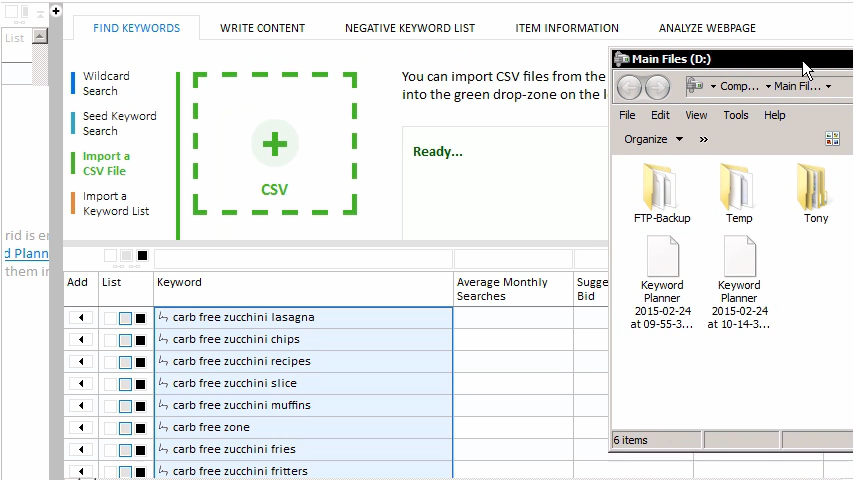 FIND KEYWORDS
WRITE CONTENT
NEGATIVE KEYWORD LIST
ITEM INFORMATION
ANALYZE WEBPAGE
List
Wildcard
Search
Seed Keyword
Search
Import a
CSV File
Import a
Keyword List
CSV
You can import CSV files from the
into the green drop-zone on the l
Ready...
rid is e
d Plann
them in
Main Files (D:)
Comp...
Main Fil...
File
Edit
View
Tools
Help
Organize
»
FTP-Backup
Temp
Tony
Keyword
Planner
2015-02-24
at 09-55-3...
Keyword
Planner
2015-02-24
at 10-14-3...
6 items
Add
List
Keyword
Average Monthly
Searches
Sugge
Bid
carb free zucchini lasagna
carb free zucchini chips
carb free zucchini recipes
carb free zucchini slice
carb free zucchini muffins
carb free zone
carb free zucchini fries
carb free zucchini fritters